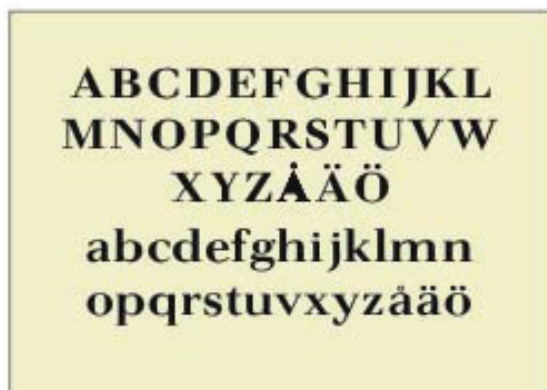 ABCDEFGHIJKL
MNOPQRSTUVW
XYZÅÄÖ
abcdefghijklmn
opqrstuvxyzåäö